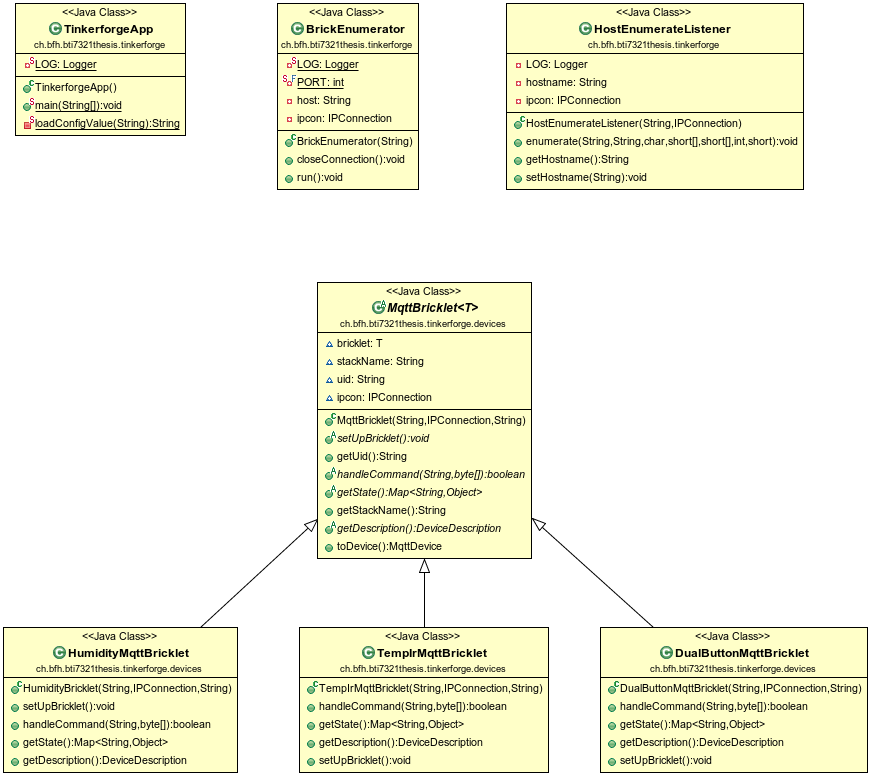 <<Java Class>>
TinkerforgeApp
ch.bfh.bti7321thesis.tinkerforge
LOG: Logger
TinkerforgeApp()
main(String[]):void
loadConfigValue(String):String
<<Java Class>>
BrickEnumerator
ch.bfh.bti7321thesis.tinkerforge
LOG: Logger
PORT: int
host: String
ipcon: IPConnection
BrickEnumerator(String)
closeConnection():void
run():void
<<Java Class>>
HostEnumerateListener
ch.bfh.bti7321thesis.tinkerforge
LOG: Logger
hostname: String
ipcon: IPConnection
HostEnumerateListener(String,IPConnection)
enumerate(String,String,char,short[],short[],int,short):void
getHostname():String
setHostname(String):void
<<Java Class>>
MqttBricklet<T>
ch.bfh.bti7321thesis.tinkerforge.devices
bricklet: T
stackName: String
uid: String
ipcon: IPConnection
MqttBricklet(String,IPConnection,String)
setUpBricklet():void
getUid():String
handleCommand(String,byte[]):boolean
getState():Map<String,Object>
getStackName():String
getDescription():DeviceDescription
toDevice():MqttDevice
<<Java Class>>
HumidityMqttBricklet
ch.bfh.bti7321thesis.tinkerforge.devices
HumidityBricklet(String,IPConnection,String)
setUpBricklet():void
handleCommand(String,byte[]):boolean
getState():Map<String,Object>
getDescription():DeviceDescription
<<Java Class>>
TempIrMqttBricklet
ch.bfh.bti7321thesis.tinkerforge.devices
TempIrMqttBricklet(String,IPConnection,String)
handleCommand(String,byte[]):boolean
getState():Map<String,Object>
getDescription():DeviceDescription
setUpBricklet():void
<<Java Class>>
DualButtonMqttBricklet
ch.bfh.bti7321thesis.tinkerforge.devices
DualButtonMqttBricklet(String,IPConnection,String)
handleCommand(String,byte[]):boolean
getState():Map<String,Object>
getDescription():DeviceDescription
setUpBricklet():void